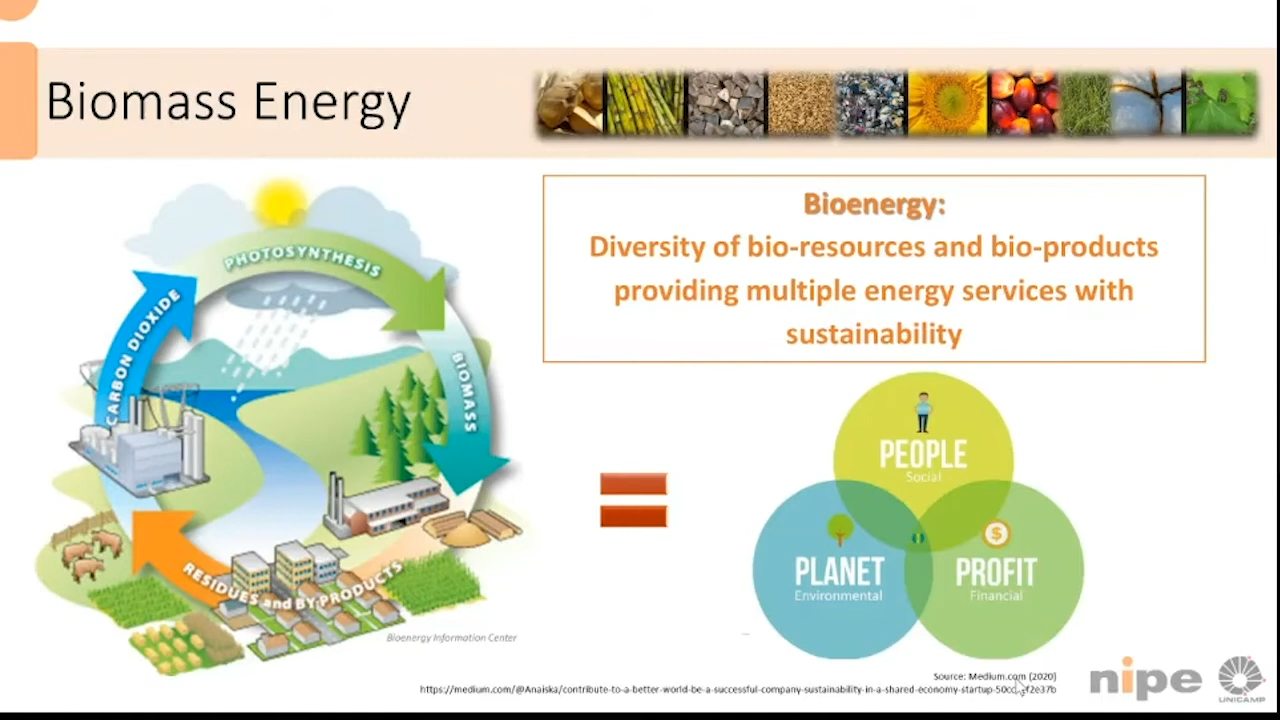 Biomass Energy
Bioenergy:
Diversity of bio-resources and bio-products
providing multiple energy services with
sustainability
PHOTOSYNTHESIS
CARBON DIOXIDE
BIOMASS
RESIDUES and BY-PRODUCTS
Bioenergy Information Center
PEOPLE
Social
PLANET
Environmental
PROFIT
Financial
$
Source: Medium.com (2020)
nipe
UNICAMP